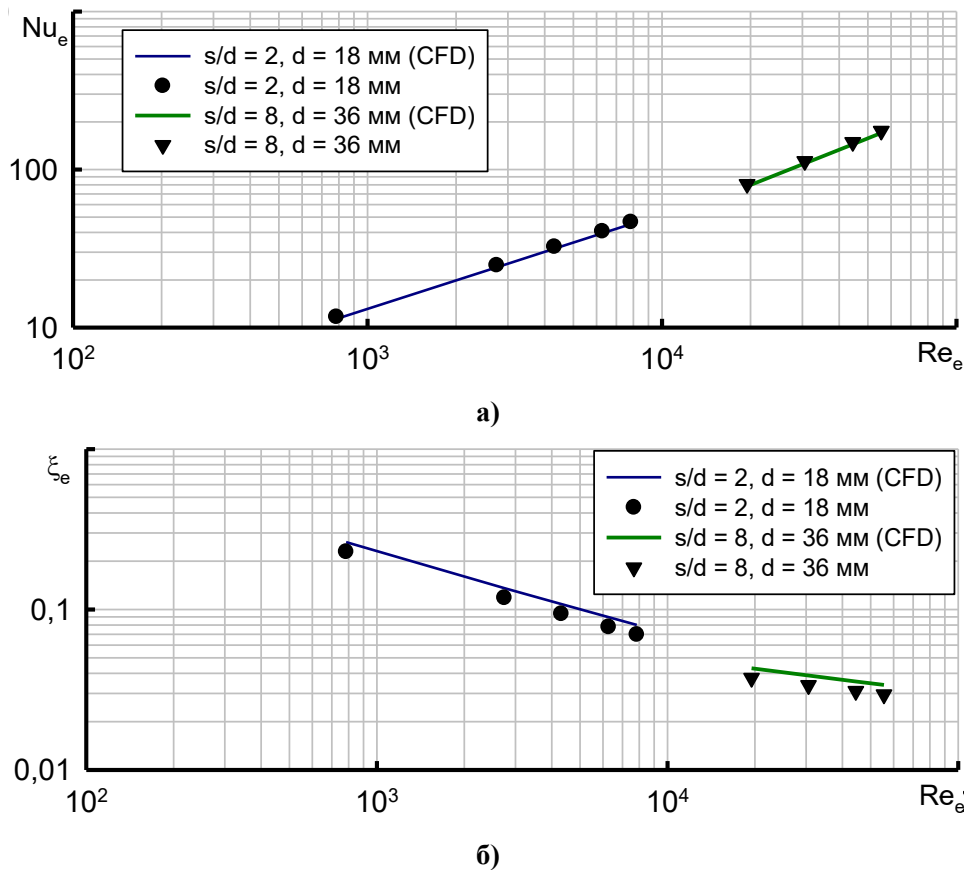 Nuₑ
s/d = 2, d = 18 мм (CFD)
s/d = 2, d = 18 мм
s/d = 8, d = 36 мм (CFD)
s/d = 8, d = 36 мм
100
10
10² 10³ 10⁴ Reₑ
а)
ξₑ
s/d = 2, d = 18 мм (CFD)
s/d = 2, d = 18 мм
s/d = 8, d = 36 мм (CFD)
s/d = 8, d = 36 мм
0,1
0,01
10² 10³ 10⁴ Reₑ
б)